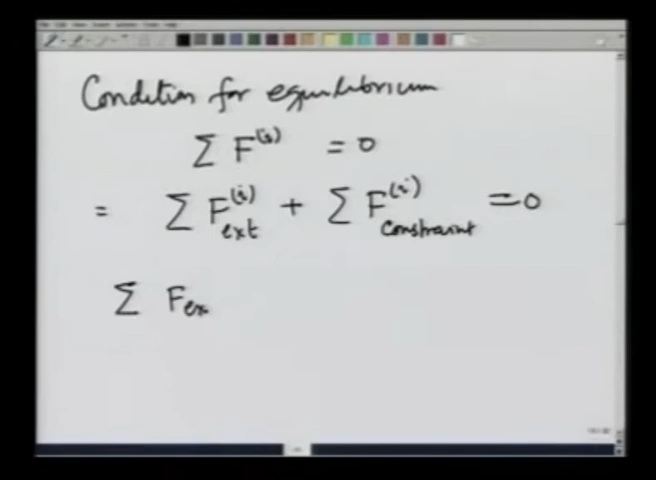 Condition for equilibrium
Σ F^(i) = 0
= Σ F^(i)_ext + Σ F^(i)_constraint = 0
Σ F_ex